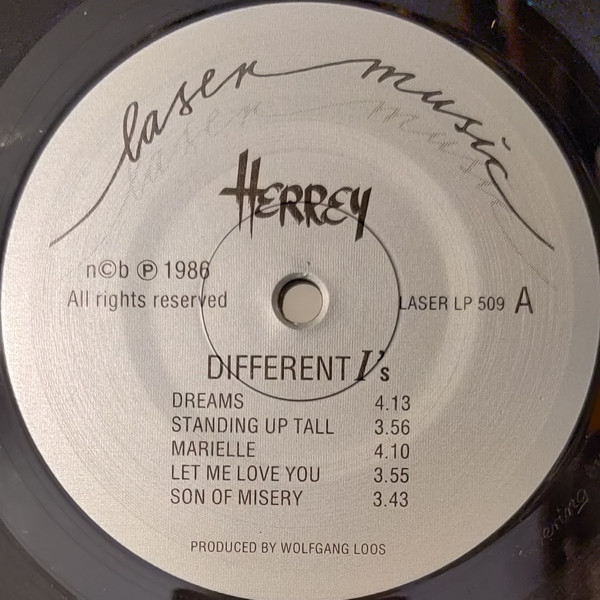 laser music
HERREY
n©b ℗ 1986
All rights reserved
LASER LP 509 A
DIFFERENT I's
DREAMS 4.13
STANDING UP TALL 3.56
MARIELLE 4.10
LET ME LOVE YOU 3.55
SON OF MISERY 3.43
PRODUCED BY WOLFGANG LOOS